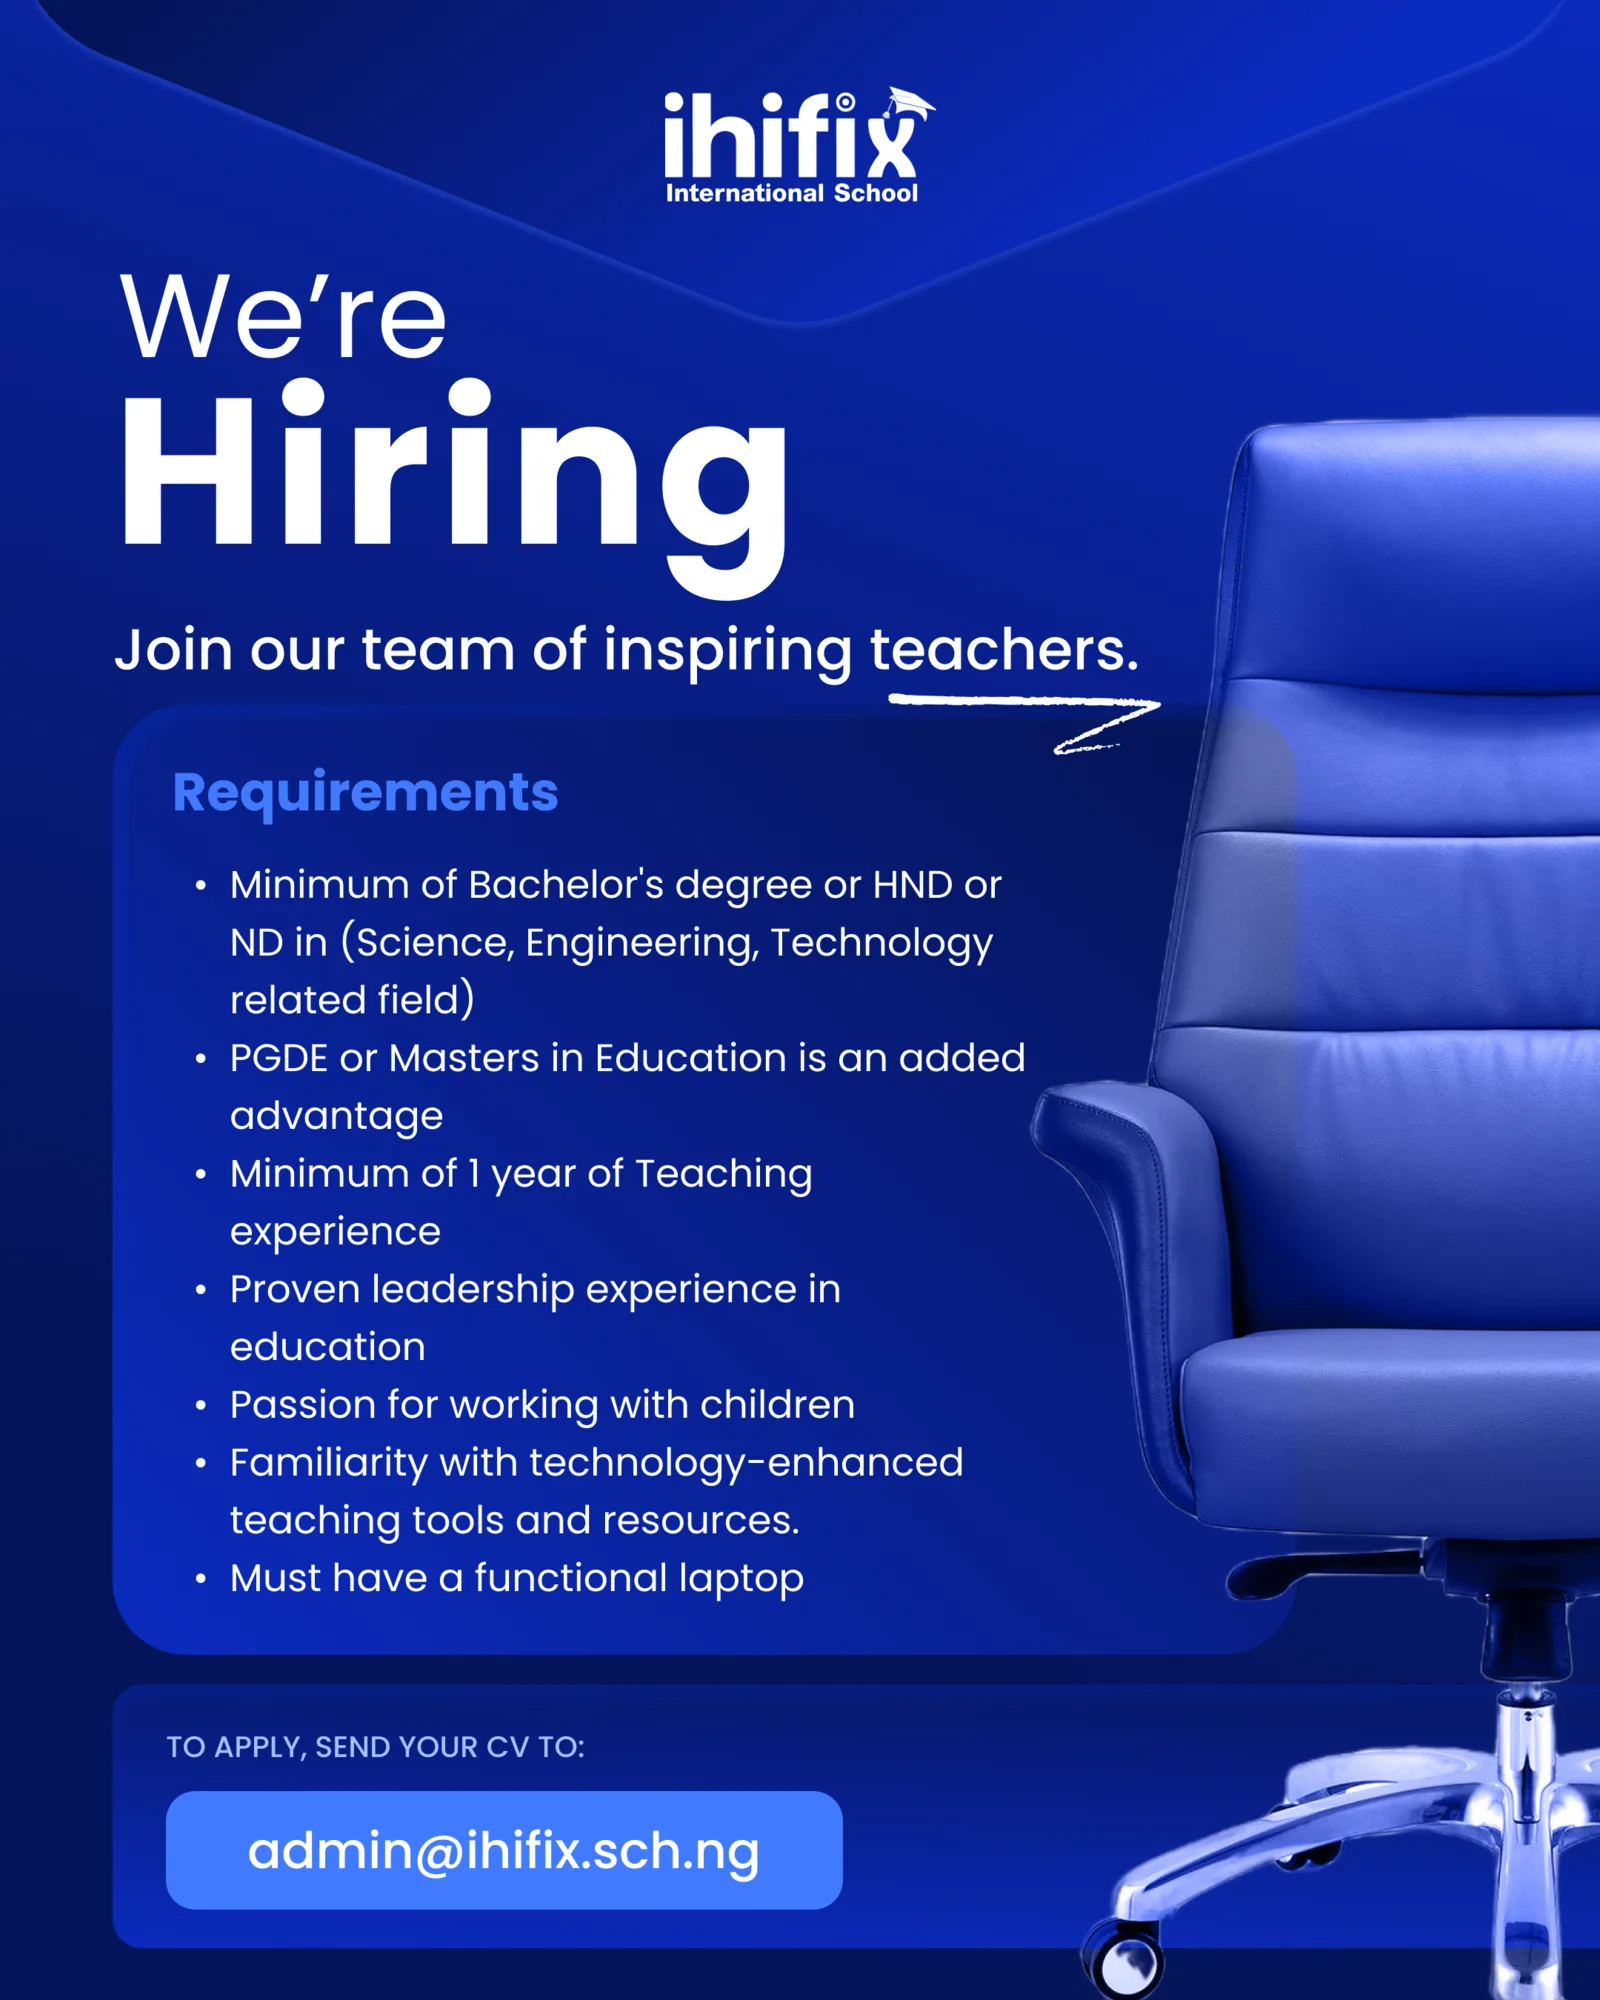 ihifix
International School
We’re
Hiring
Join our team of inspiring teachers.
Requirements
• Minimum of Bachelor's degree or HND or
ND in (Science, Engineering, Technology
related field)
• PGDE or Masters in Education is an added
advantage
• Minimum of 1 year of Teaching
experience
• Proven leadership experience in
education
• Passion for working with children
• Familiarity with technology-enhanced
teaching tools and resources.
• Must have a functional laptop
TO APPLY, SEND YOUR CV TO:
admin@ihifix.sch.ng